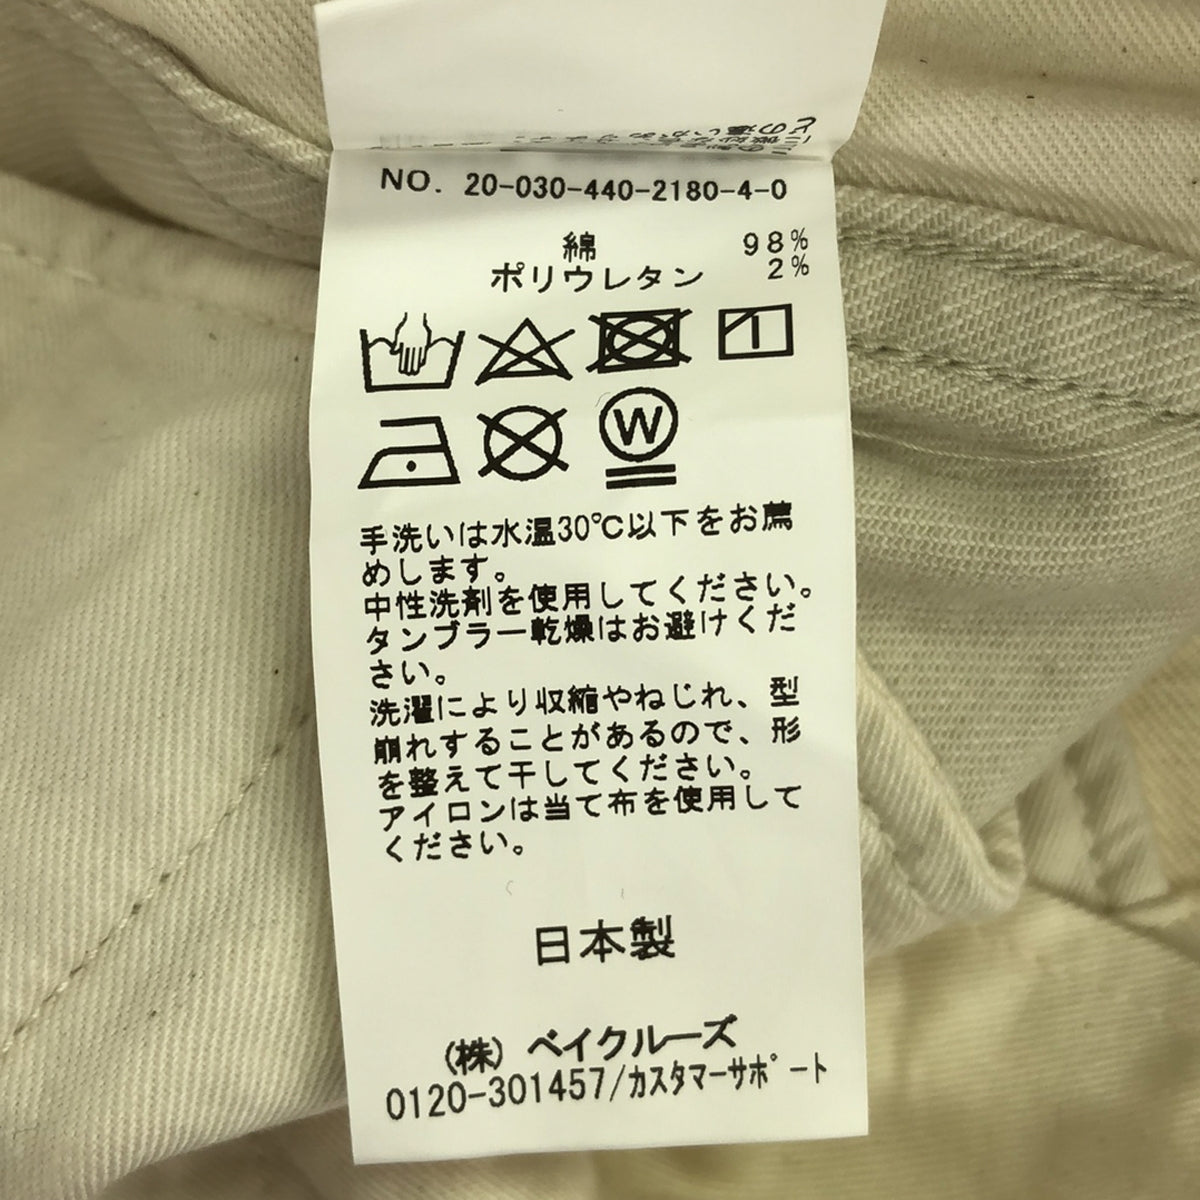 NO. 20-030-440-2180-4-0
綿 98%
ポリウレタン 2%
W
手洗いは水温30℃以下をお薦
めします。
中性洗剤を使用してください。
タンブラー乾燥はお避けくだ
さい。
洗濯により収縮やねじれ、型
崩れすることがあるので、形
を整えて干してください。
アイロンは当て布を使用して
ください。
日本製
(株) ベイクルーズ
0120-301457/カスタマーサポート